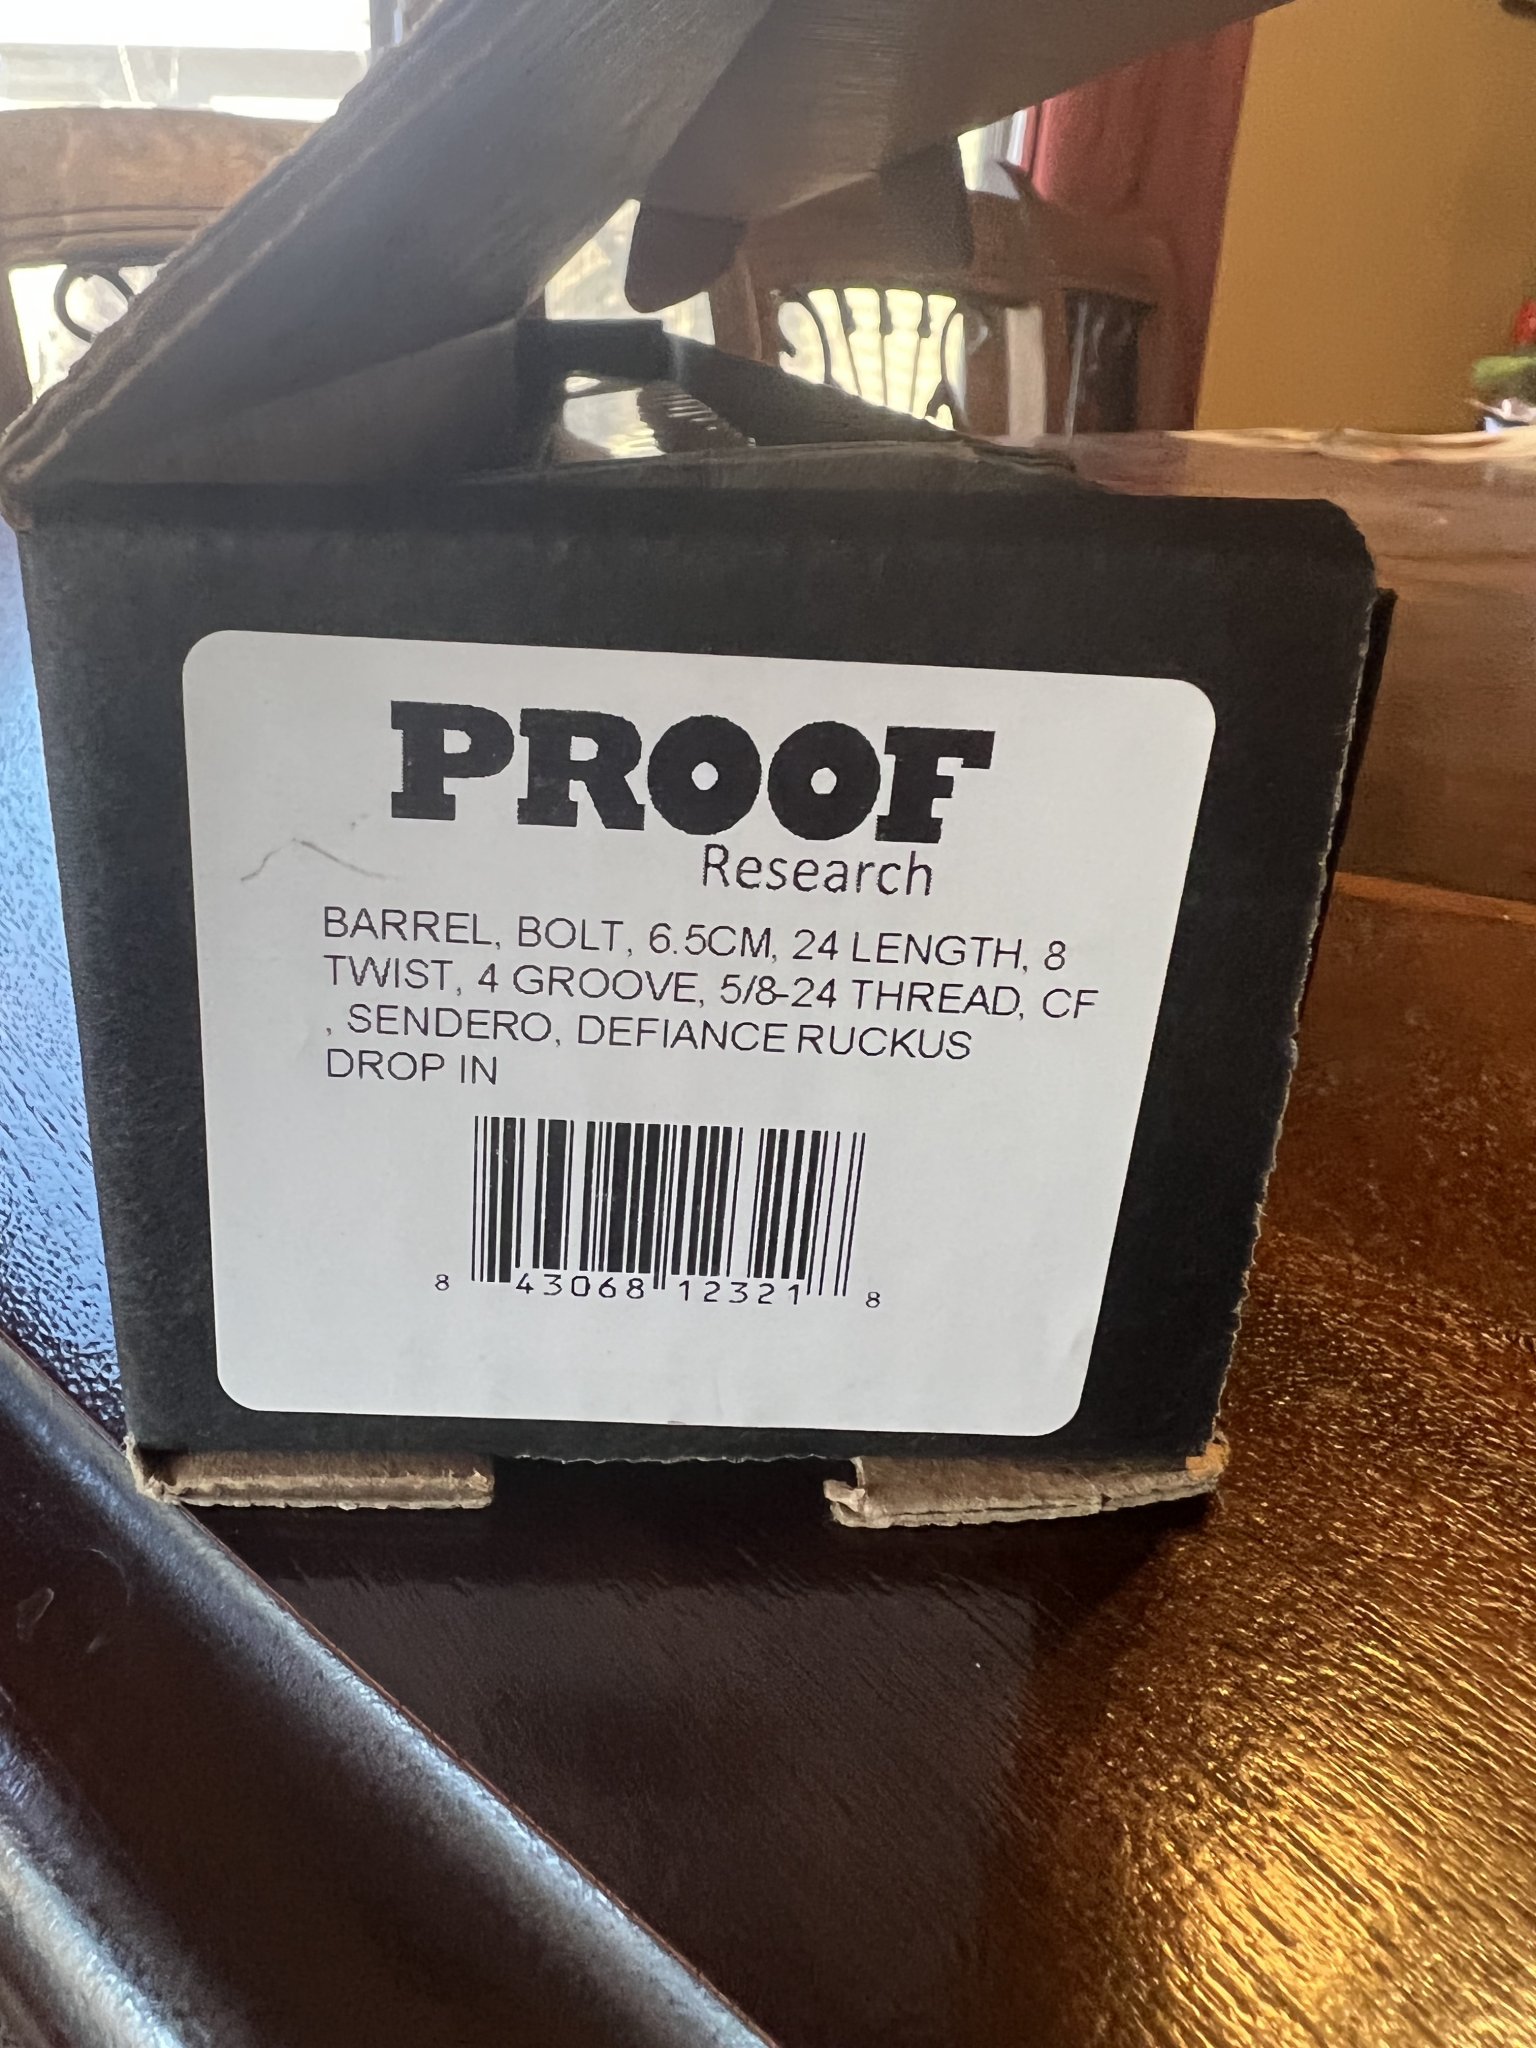 PROOF
Research
BARREL, BOLT, 6.5CM, 24 LENGTH, 8
TWIST, 4 GROOVE, 5/8-24 THREAD, CF
, SENDERO, DEFIANCE RUCKUS
DROP IN
8 43068 12321 8